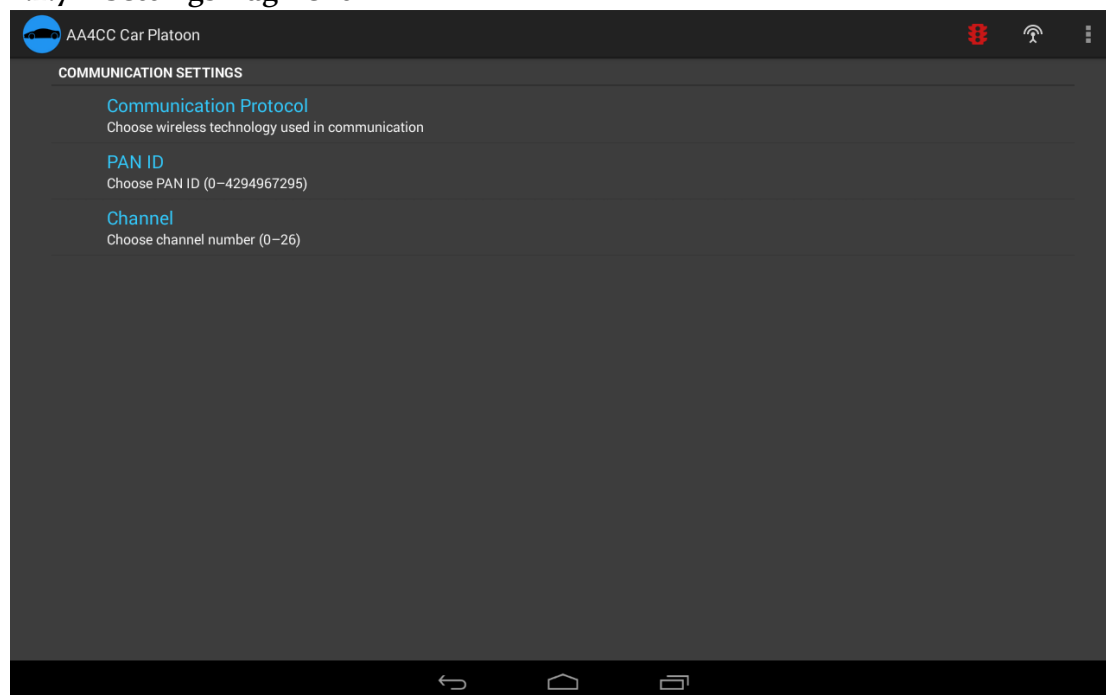 AA4CC Car Platoon
COMMUNICATION SETTINGS
Communication Protocol
Choose wireless technology used in communication
PAN ID
Choose PAN ID (0–4294967295)
Channel
Choose channel number (0–26)